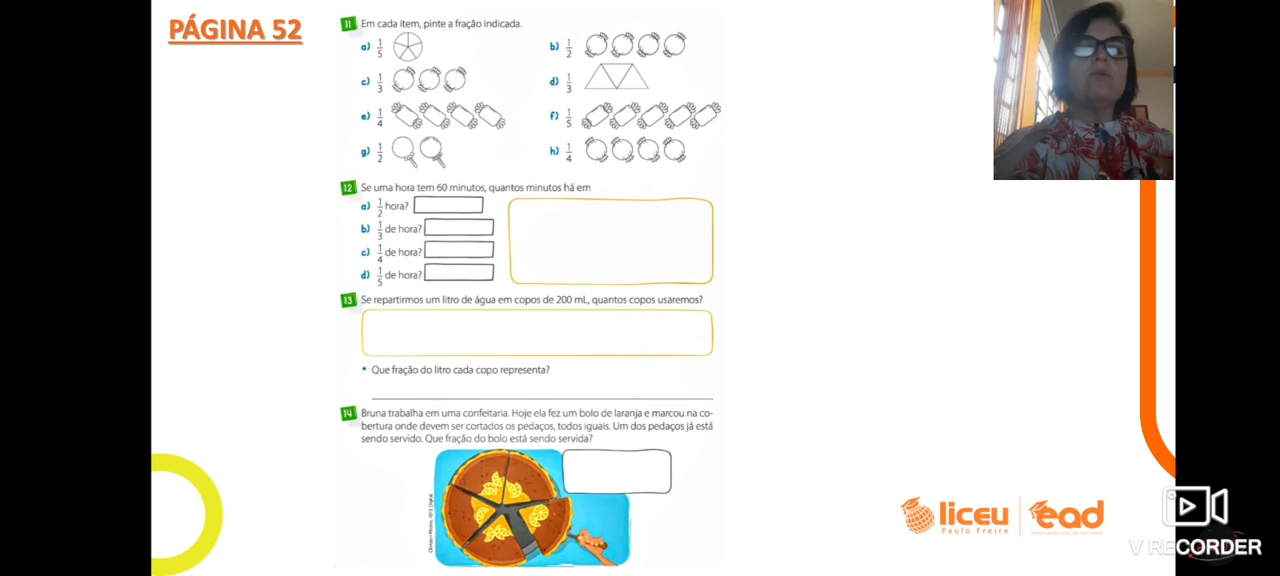 PÁGINA 52
11 Em cada item, pinte a fração indicada.
a) 1/5
b) 1/2
c) 1/3
d) 1/3
e) 1/4
f) 1/5
g) 1/2
h) 1/4
12 Se uma hora tem 60 minutos, quantos minutos há em
a) 1/2 hora?
b) 1/3 de hora?
c) 1/4 de hora?
d) 1/5 de hora?
13 Se repartirmos um litro de água em copos de 200 mL, quantos copos usaremos?
• Que fração do litro cada copo representa?
14 Bruna trabalha em uma confeitaria. Hoje ela fez um bolo de laranja e marcou na co-
bertura onde devem ser cortados os pedaços, todos iguais. Um dos pedaços já está
sendo servido. Que fração do bolo está sendo servida?
liceu
Paulo Freire
ead
V RECORDER